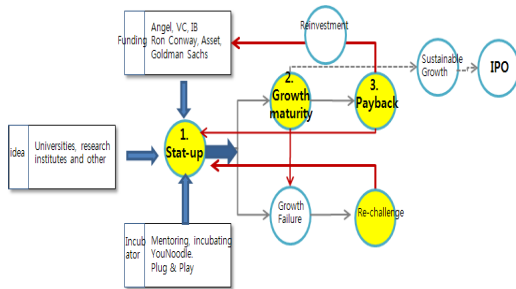 Funding
Angel, VC, IB
Ron Conway, Asset,
Goldman Sachs
Reinvestment
2.
Growth
maturity
3.
Payback
Sustainable
Growth
IPO
idea
Universities, research
institutes and other
1.
Stat-up
Incub
ator
Mentoring, incubating
YouNoodle.
Plug & Play
Growth
Failure
Re-challenge